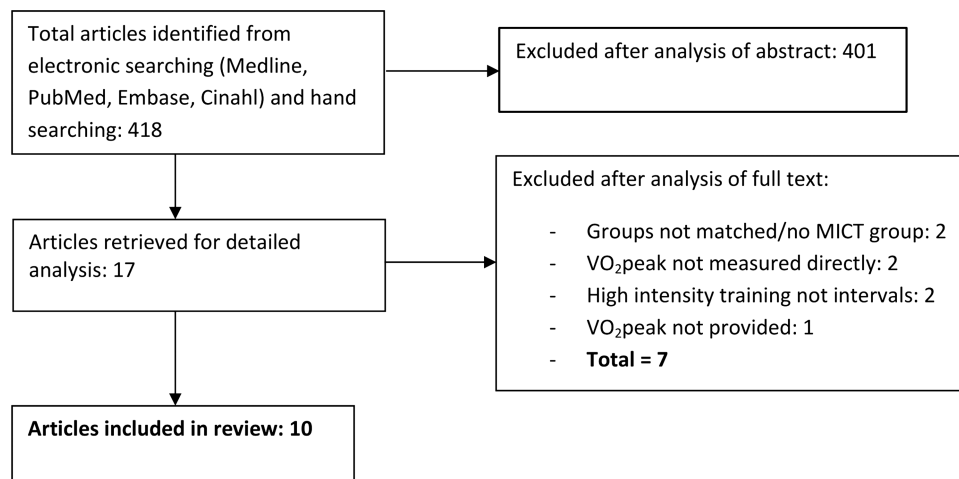 Total articles identified from
electronic searching (Medline,
PubMed, Embase, Cinahl) and hand
searching: 418
Excluded after analysis of abstract: 401
Articles retrieved for detailed
analysis: 17
Excluded after analysis of full text:
- Groups not matched/no MICT group: 2
- VO₂peak not measured directly: 2
- High intensity training not intervals: 2
- VO₂peak not provided: 1
- Total = 7
Articles included in review: 10